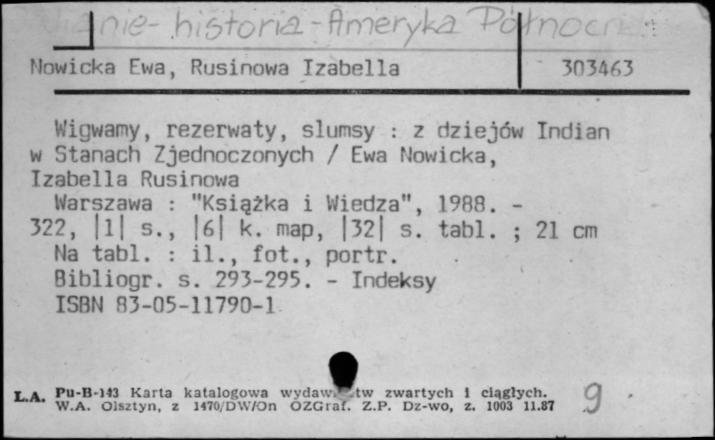 nie - historia - Ameryka Północn
Nowicka Ewa, Rusinowa Izabella 303463
Wigwamy, rezerwaty, slumsy : z dziejów Indian
w Stanach Zjednoczonych / Ewa Nowicka,
Izabella Rusinowa
Warszawa : "Książka i Wiedza", 1988. -
322, |1| s., |6| k. map, |32| s. tabl. ; 21 cm
Na tabl. : il., fot., portr.
Bibliogr. s. 293-295. - Indeksy
ISBN 83-05-11790-1
L.A. Pu-B-143 Karta katalogowa zwartych i ciągłych. 9
W.A. Olsztyn, z 1470/DW/On OZGraf. Z.P. Dz-wo, z. 1003 11.87